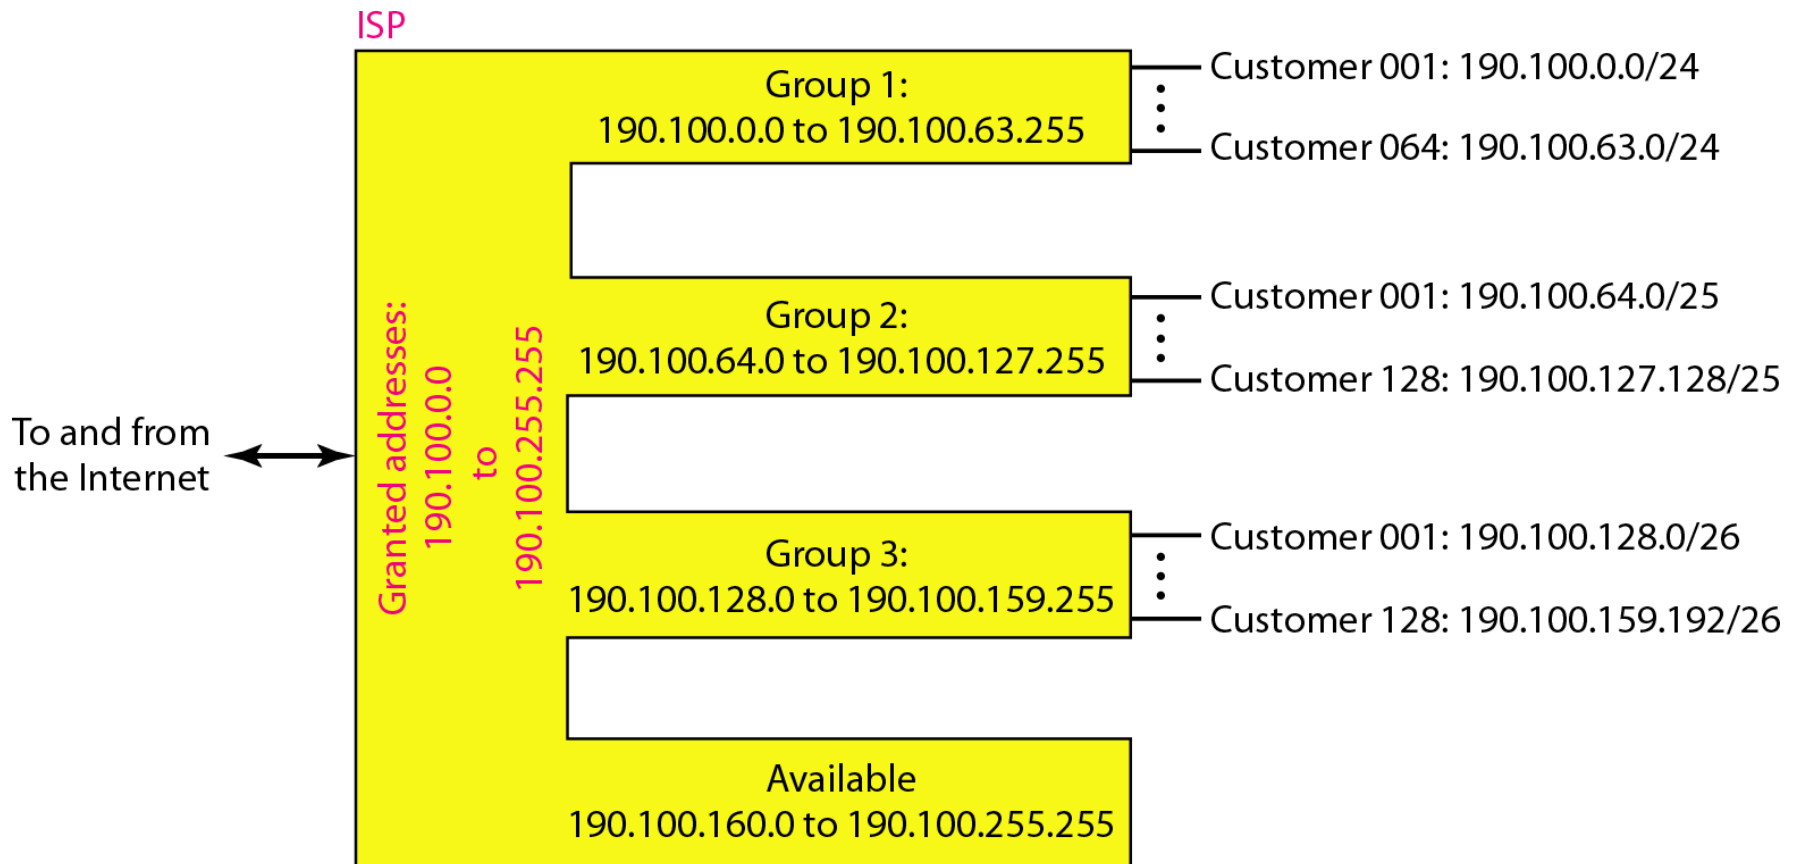 ISP
Group 1:
190.100.0.0 to 190.100.63.255
Customer 001: 190.100.0.0/24
Customer 064: 190.100.63.0/24
Group 2:
190.100.64.0 to 190.100.127.255
Customer 001: 190.100.64.0/25
Customer 128: 190.100.127.128/25
Granted addresses:
190.100.0.0
to
190.100.255.255
To and from
the Internet
Group 3:
190.100.128.0 to 190.100.159.255
Customer 001: 190.100.128.0/26
Customer 128: 190.100.159.192/26
Available
190.100.160.0 to 190.100.255.255